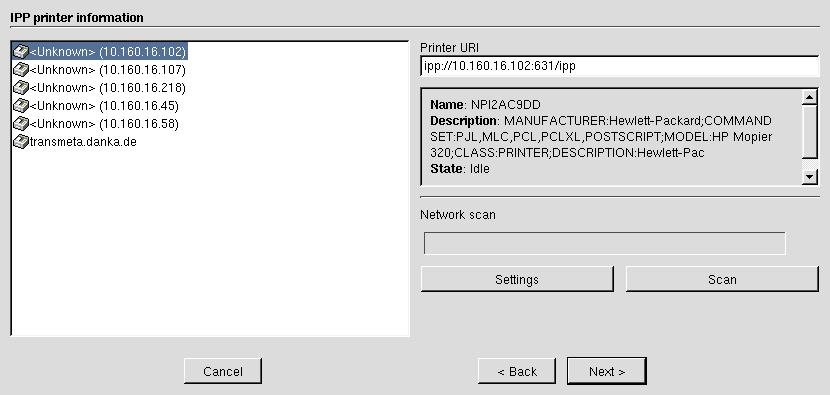 IPP printer information
<Unknown> (10.160.16.102)
<Unknown> (10.160.16.107)
<Unknown> (10.160.16.218)
<Unknown> (10.160.16.45)
<Unknown> (10.160.16.58)
transmeta.danka.de
Printer URI
ipp://10.160.16.102:631/ipp
Name: NPI2AC9DD
Description: MANUFACTURER:Hewlett-Packard;COMMAND
SET:PJL,MLC,PCL,PCLXL,POSTSCRIPT;MODEL:HP Mopier
320;CLASS:PRINTER;DESCRIPTION:Hewlett-Pac
State: Idle
Network scan
Settings
Scan
Cancel
< Back
Next >